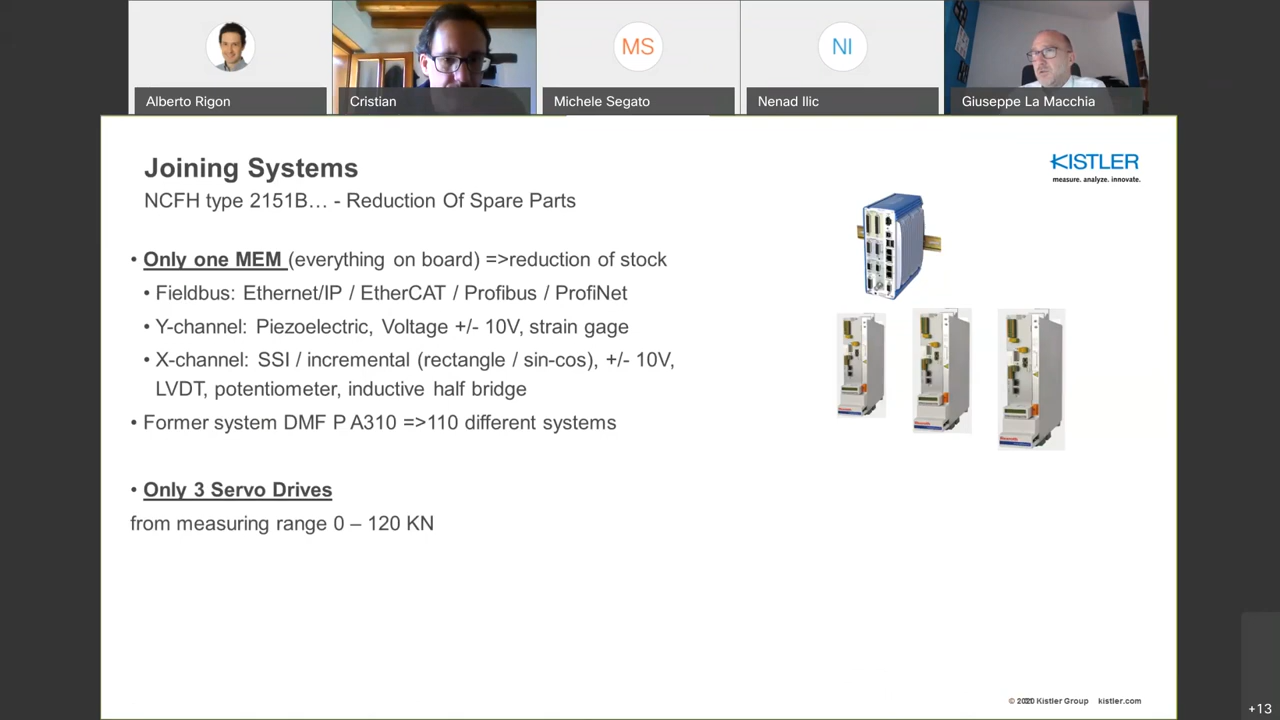 MS
NI
Alberto Rigon
Cristian
Michele Segato
Nenad Ilic
Giuseppe La Macchia
Joining Systems
KISTLER
measure. analyze. innovate.
NCFH type 2151B… - Reduction Of Spare Parts
• Only one MEM (everything on board) =>reduction of stock
• Fieldbus: Ethernet/IP / EtherCAT / Profibus / ProfiNet
• Y-channel: Piezoelectric, Voltage +/- 10V, strain gage
• X-channel: SSI / incremental (rectangle / sin-cos), +/- 10V,
LVDT, potentiometer, inductive half bridge
• Former system DMF P A310 =>110 different systems
• Only 3 Servo Drives
from measuring range 0 – 120 KN
© Kistler Group kistler.com
+13